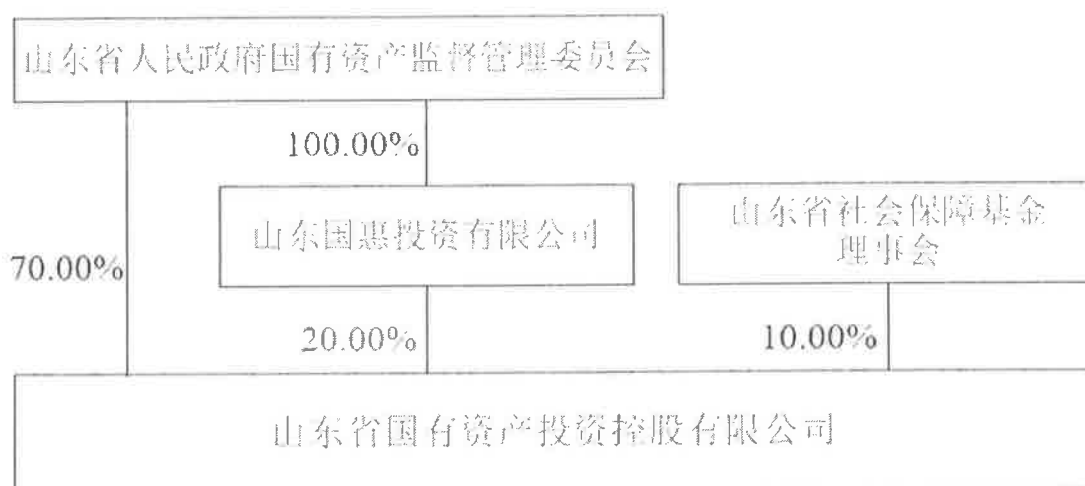 山东省人民政府国有资产监督管理委员会
100.00%
山东国惠投资有限公司
山东省社会保障基金
理事会
70.00%
20.00%
10.00%
山东省国有资产投资控股有限公司